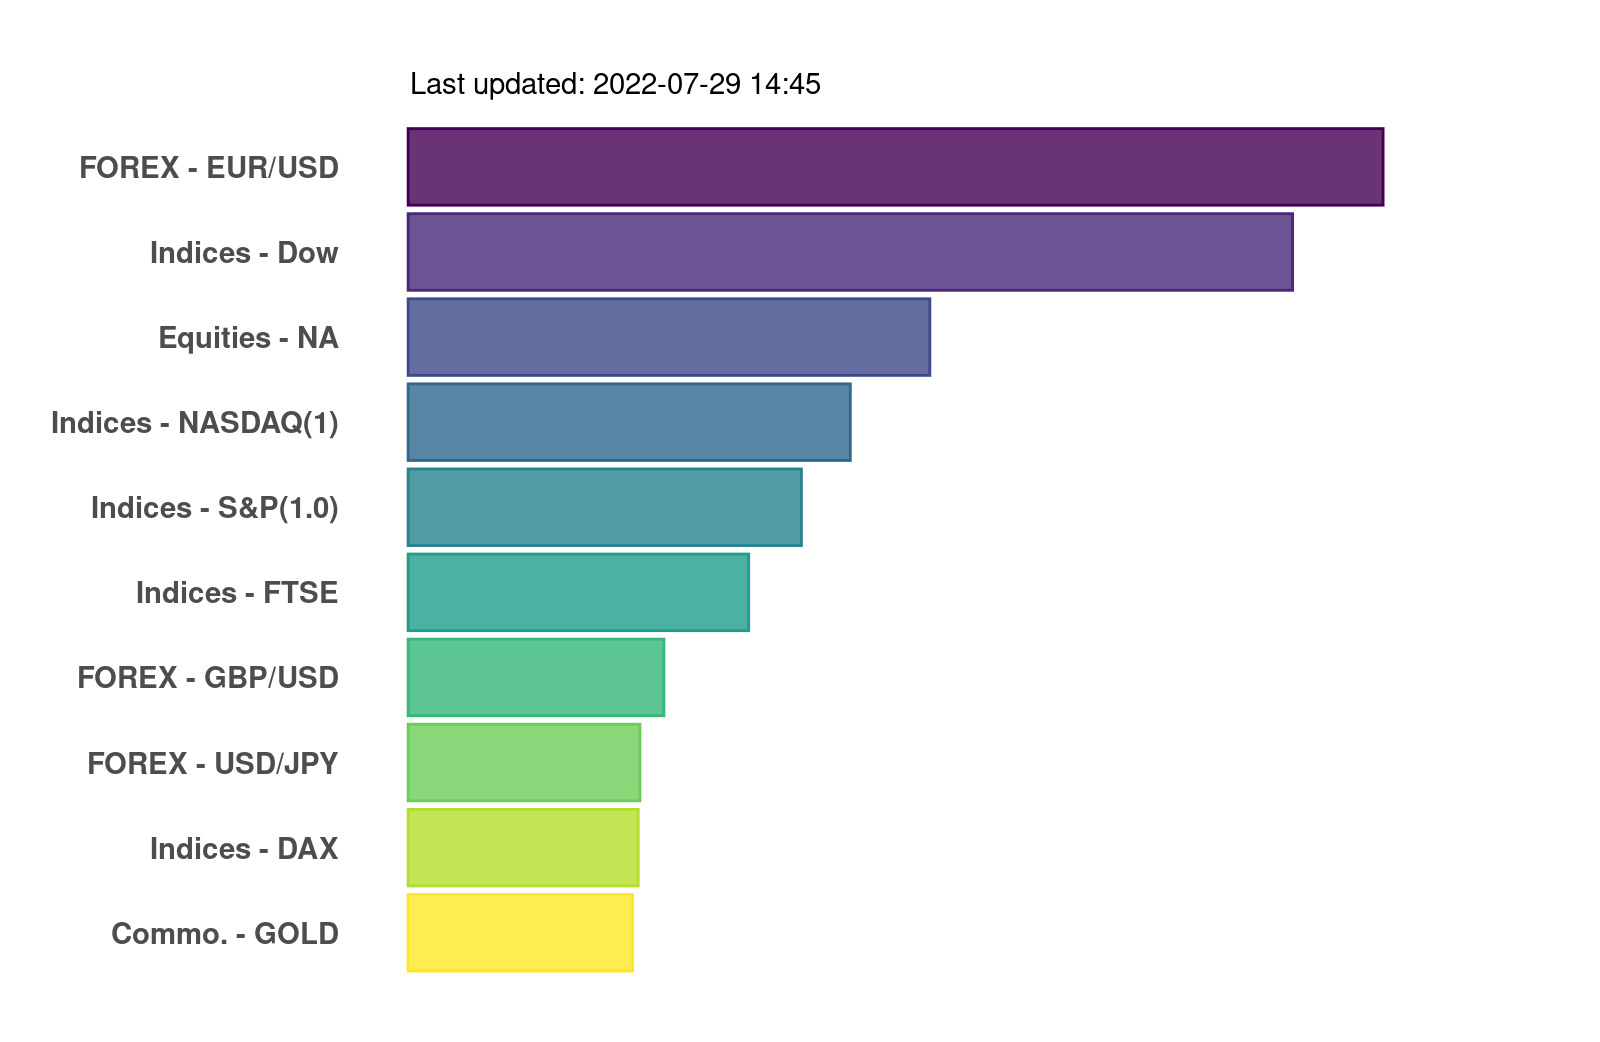 Last updated: 2022-07-29 14:45
FOREX - EUR/USD
Indices - Dow
Equities - NA
Indices - NASDAQ(1)
Indices - S&P(1.0)
Indices - FTSE
FOREX - GBP/USD
FOREX - USD/JPY
Indices - DAX
Commo. - GOLD